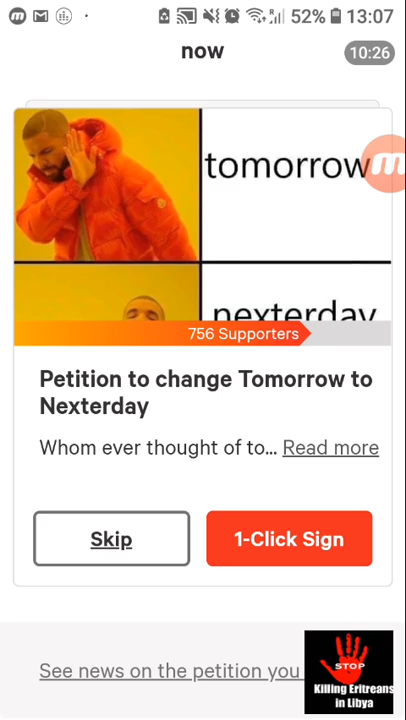 52% 13:07
now
10:26
tomorrow
nexterday
756 Supporters
Petition to change Tomorrow to
Nexterday
Whom ever thought of to... Read more
Skip
1-Click Sign
See news on the petition you
STOP
Killing Eritreans
in Libya